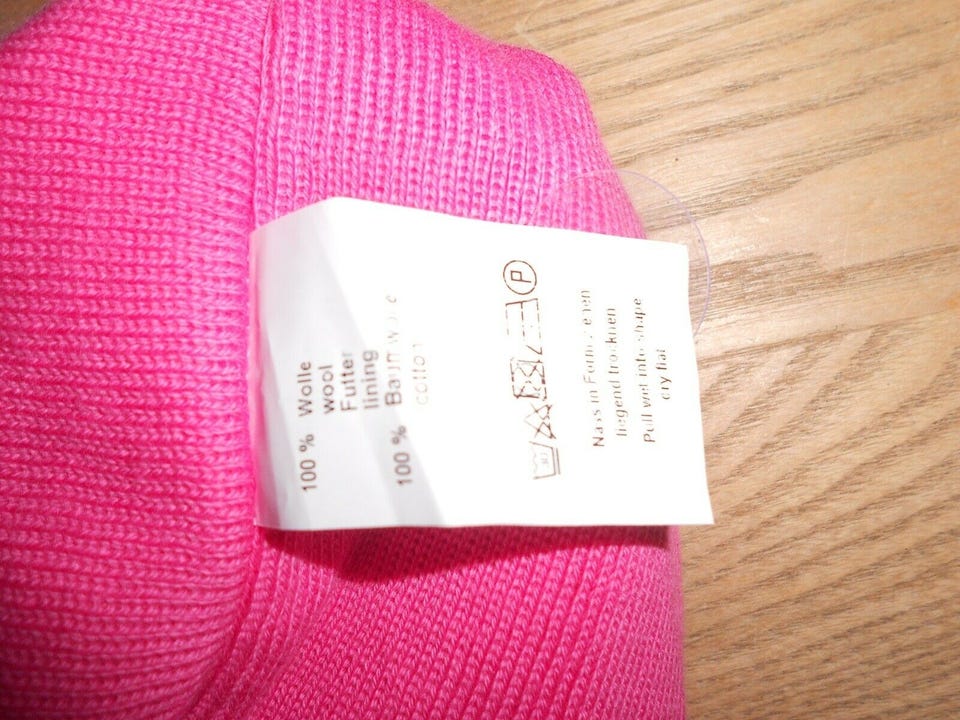 100 % Wolle
wool
Futter
lining
100 % Baumwolle
cotton
30
P
Nass in Form ziehen
liegend trocknen
Pull wet into shape
dry flat